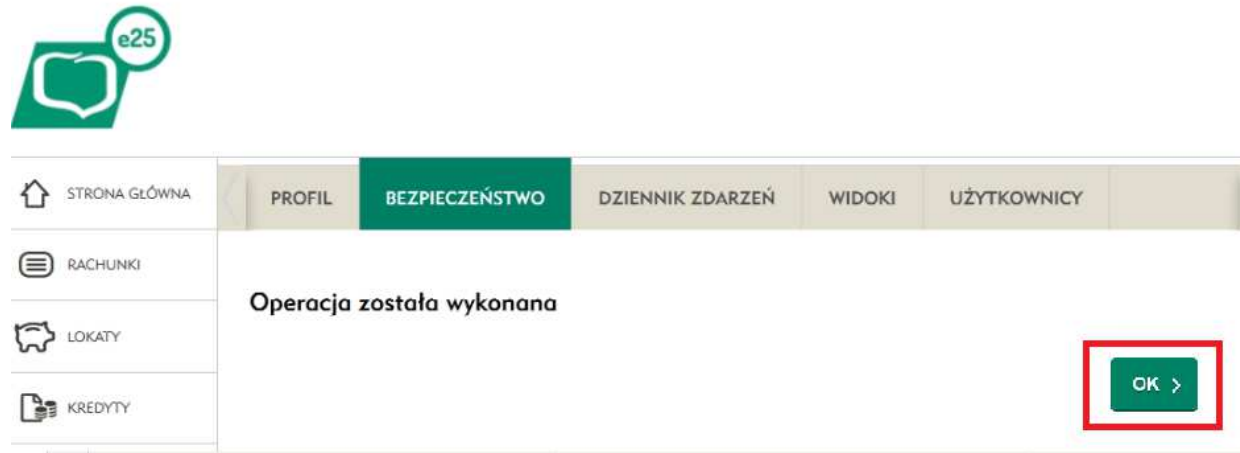 e25
STRONA GŁÓWNA
PROFIL
BEZPIECZEŃSTWO
DZIENNIK ZDARZEŃ
WIDOKI
UŻYTKOWNICY
RACHUNKI
Operacja została wykonana
LOKATY
OK >
KREDYTY